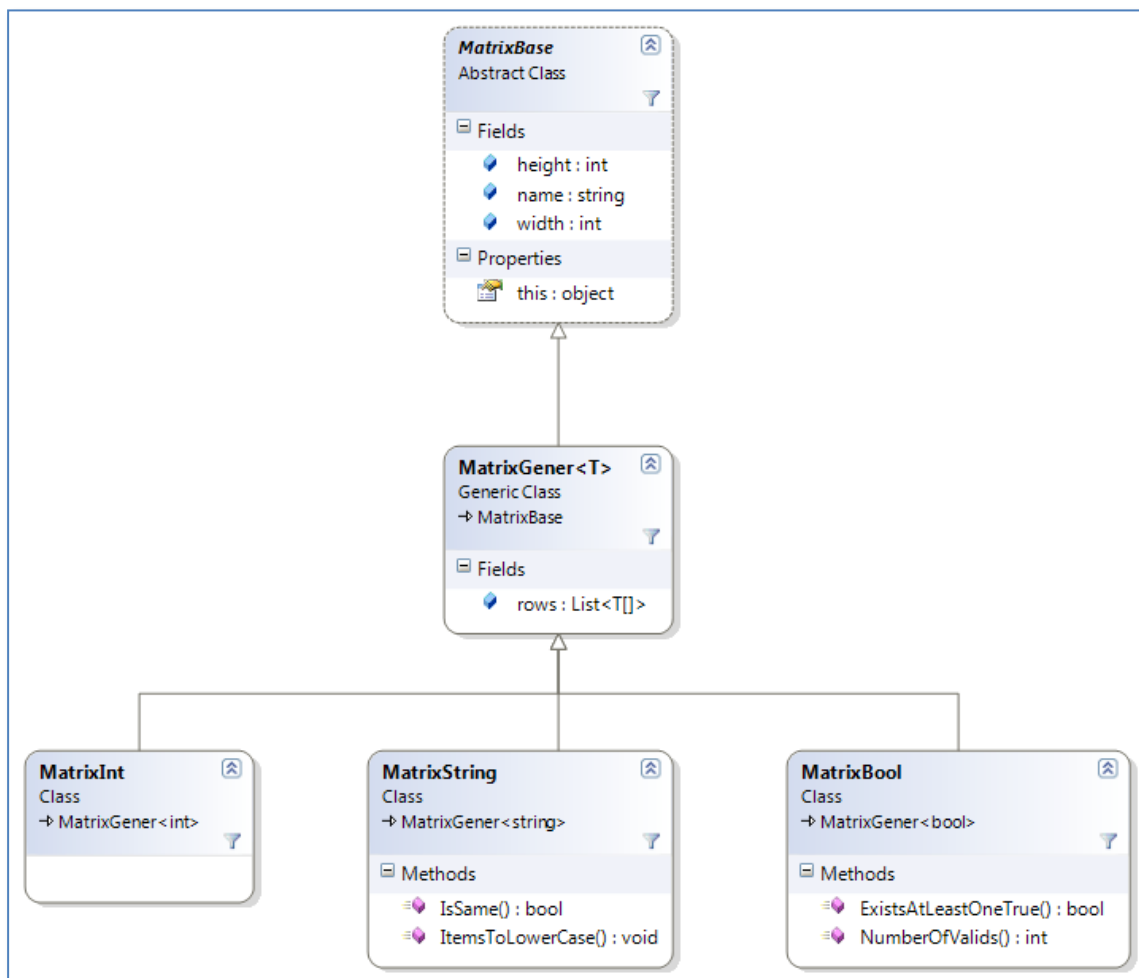 MatrixBase
Abstract Class
Fields
height : int
name : string
width : int
Properties
this : object
MatrixGener<T>
Generic Class
→ MatrixBase
Fields
rows : List<T[]>
MatrixInt
Class
→ MatrixGener<int>
MatrixString
Class
→ MatrixGener<string>
Methods
IsSame() : bool
ItemsToLowerCase() : void
MatrixBool
Class
→ MatrixGener<bool>
Methods
ExistsAtLeastOneTrue() : bool
NumberOfValids() : int